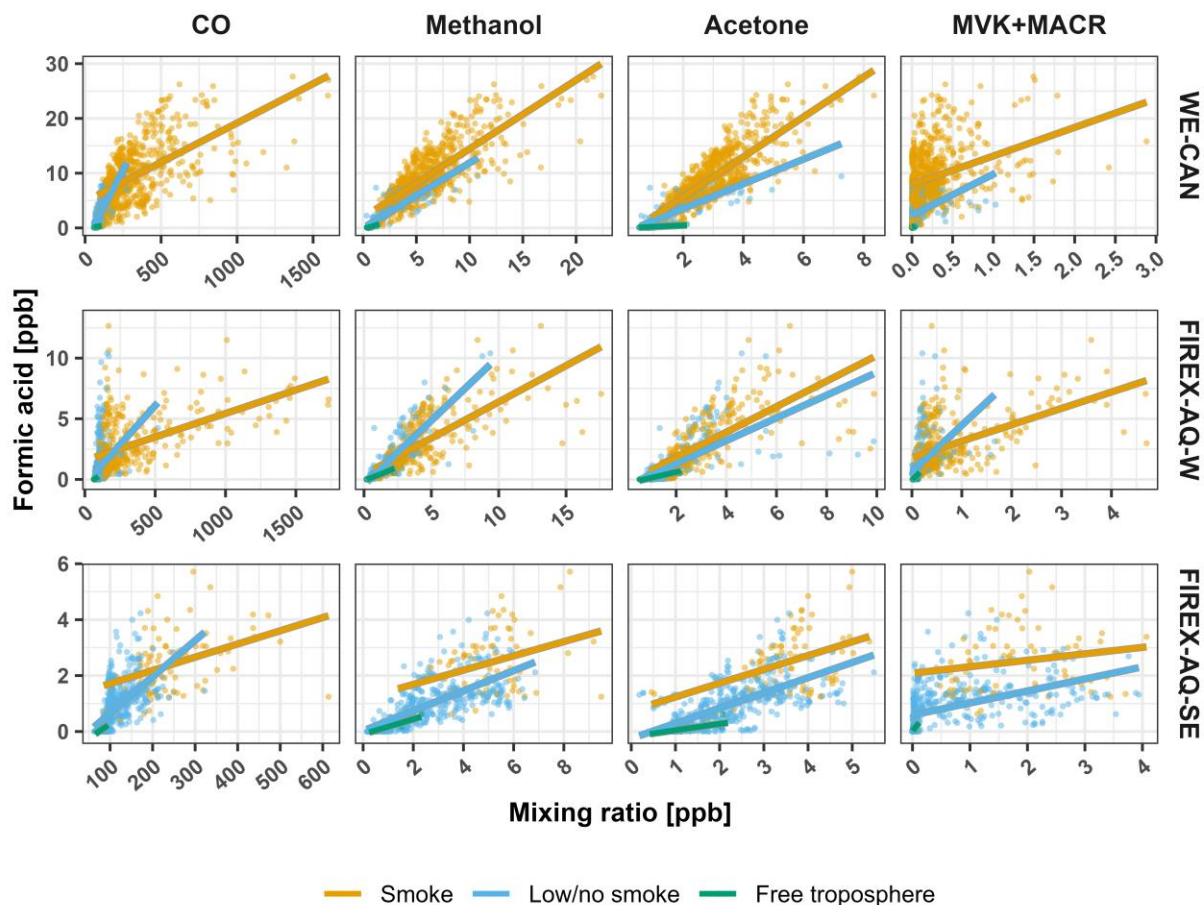 CO Methanol Acetone MVK+MACR
Formic acid [ppb]
30
20
10
0
0 500 1000 1500
0 5 10 15 20
2 4 6 8
0.0 0.5 1.0 1.5 2.0 2.5 3.0
WE-CAN
10
5
0
0 500 1000 1500
0 5 10 15
2 4 6 8 10
0 1 2 3 4
FIREX-AQ-W
6
4
2
0
100 200 300 400 500 600
0 2 4 6 8
0 1 2 3 4 5
0 1 2 3 4
FIREX-AQ-SE
Mixing ratio [ppb]
Smoke Low/no smoke Free troposphere